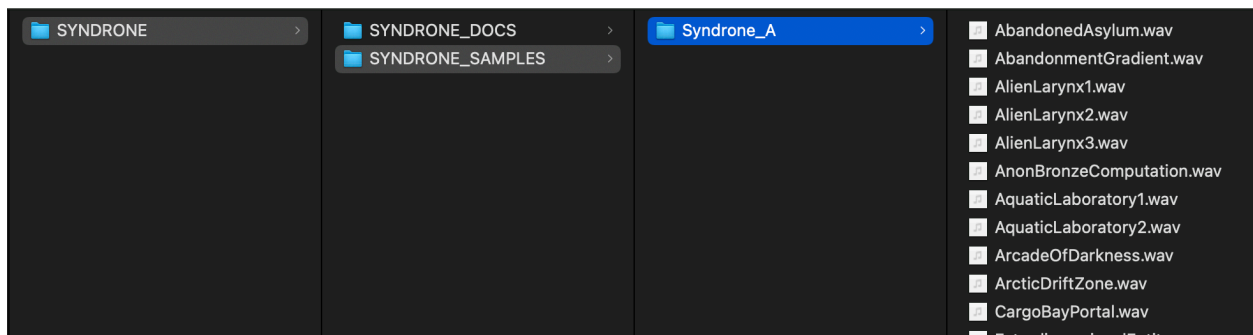 SYNDRONE
SYNDRONE_DOCS
SYNDRONE_SAMPLES
Syndrone_A
AbandonedAsylum.wav
AbandonmentGradient.wav
AlienLarynx1.wav
AlienLarynx2.wav
AlienLarynx3.wav
AnonBronzeComputation.wav
AquaticLaboratory1.wav
AquaticLaboratory2.wav
ArcadeOfDarkness.wav
ArcticDriftZone.wav
CargoBayPortal.wav